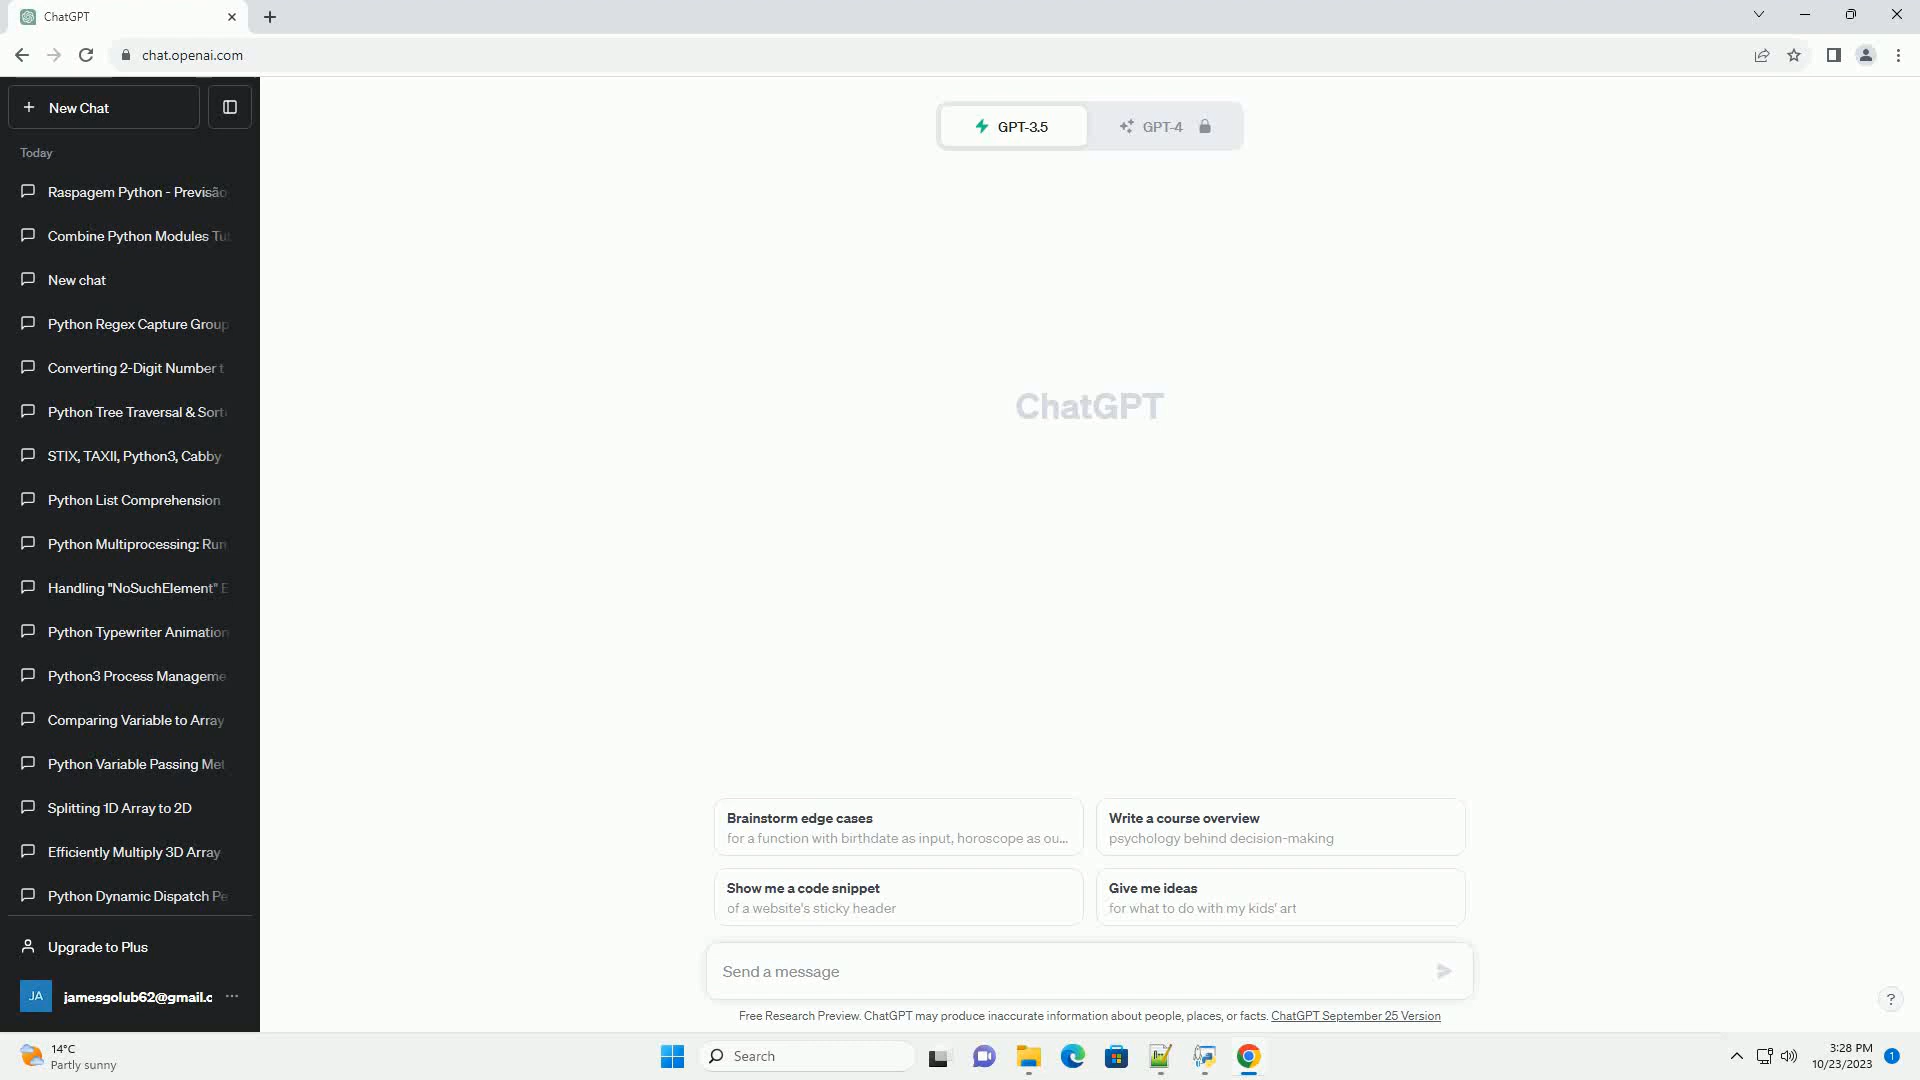 ChatGPT
chat.openai.com
New Chat
GPT-3.5
GPT-4
Today
Raspagem Python - Previsão
Combine Python Modules Tu
New chat
Python Regex Capture Group
Converting 2-Digit Number t
Python Tree Traversal & Sort
STIX, TAXII, Python3, Cabby
Python List Comprehension
Python Multiprocessing: Run
Handling "NoSuchElement" E
Python Typewriter Animation
Python3 Process Manageme
Comparing Variable to Array
Python Variable Passing Met
Splitting 1D Array to 2D
Efficiently Multiply 3D Array
Python Dynamic Dispatch Pe
Upgrade to Plus
JA
jamesgolub62@gmail.c
ChatGPT
Brainstorm edge cases
for a function with birthdate as input, horoscope as ou...
Write a course overview
psychology behind decision-making
Show me a code snippet
of a website's sticky header
Give me ideas
for what to do with my kids' art
Send a message
Free Research Preview. ChatGPT may produce inaccurate information about people, places, or facts. ChatGPT September 25 Version
?
14°C
Partly sunny
Search
3:28 PM
10/23/2023
1